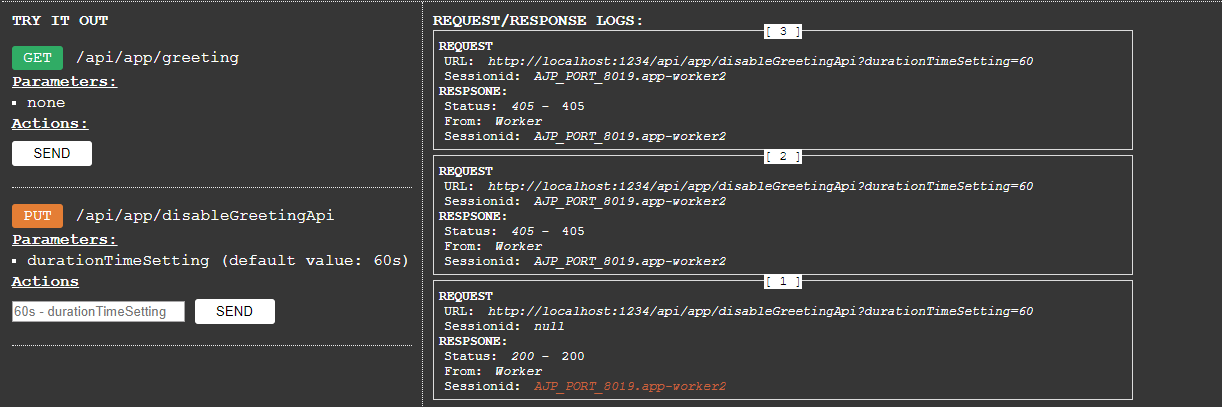 TRY IT OUT
GET /api/app/greeting
Parameters:
▪ none
Actions:
SEND
PUT /api/app/disableGreetingApi
Parameters:
▪ durationTimeSetting (default value: 60s)
Actions
60s - durationTimeSetting SEND
REQUEST/RESPONSE LOGS:
[ 3 ]
REQUEST
URL: http://localhost:1234/api/app/disableGreetingApi?durationTimeSetting=60
Sessionid: AJP_PORT_8019.app-worker2
RESPSONE:
Status: 405 – 405
From: Worker
Sessionid: AJP_PORT_8019.app-worker2
[ 2 ]
REQUEST
URL: http://localhost:1234/api/app/disableGreetingApi?durationTimeSetting=60
Sessionid: AJP_PORT_8019.app-worker2
RESPSONE:
Status: 405 – 405
From: Worker
Sessionid: AJP_PORT_8019.app-worker2
[ 1 ]
REQUEST
URL: http://localhost:1234/api/app/disableGreetingApi?durationTimeSetting=60
Sessionid: null
RESPSONE:
Status: 200 – 200
From: Worker
Sessionid: AJP_PORT_8019.app-worker2